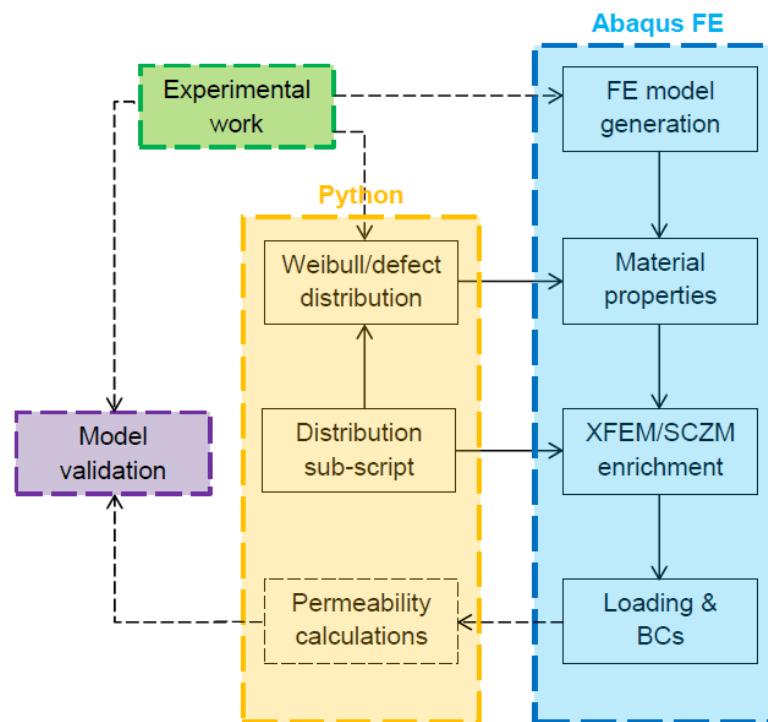 Abaqus FE
Experimental
work
FE model
generation
Python
Weibull/defect
distribution
Material
properties
Model
validation
Distribution
sub-script
XFEM/SCZM
enrichment
Permeability
calculations
Loading &
BCs